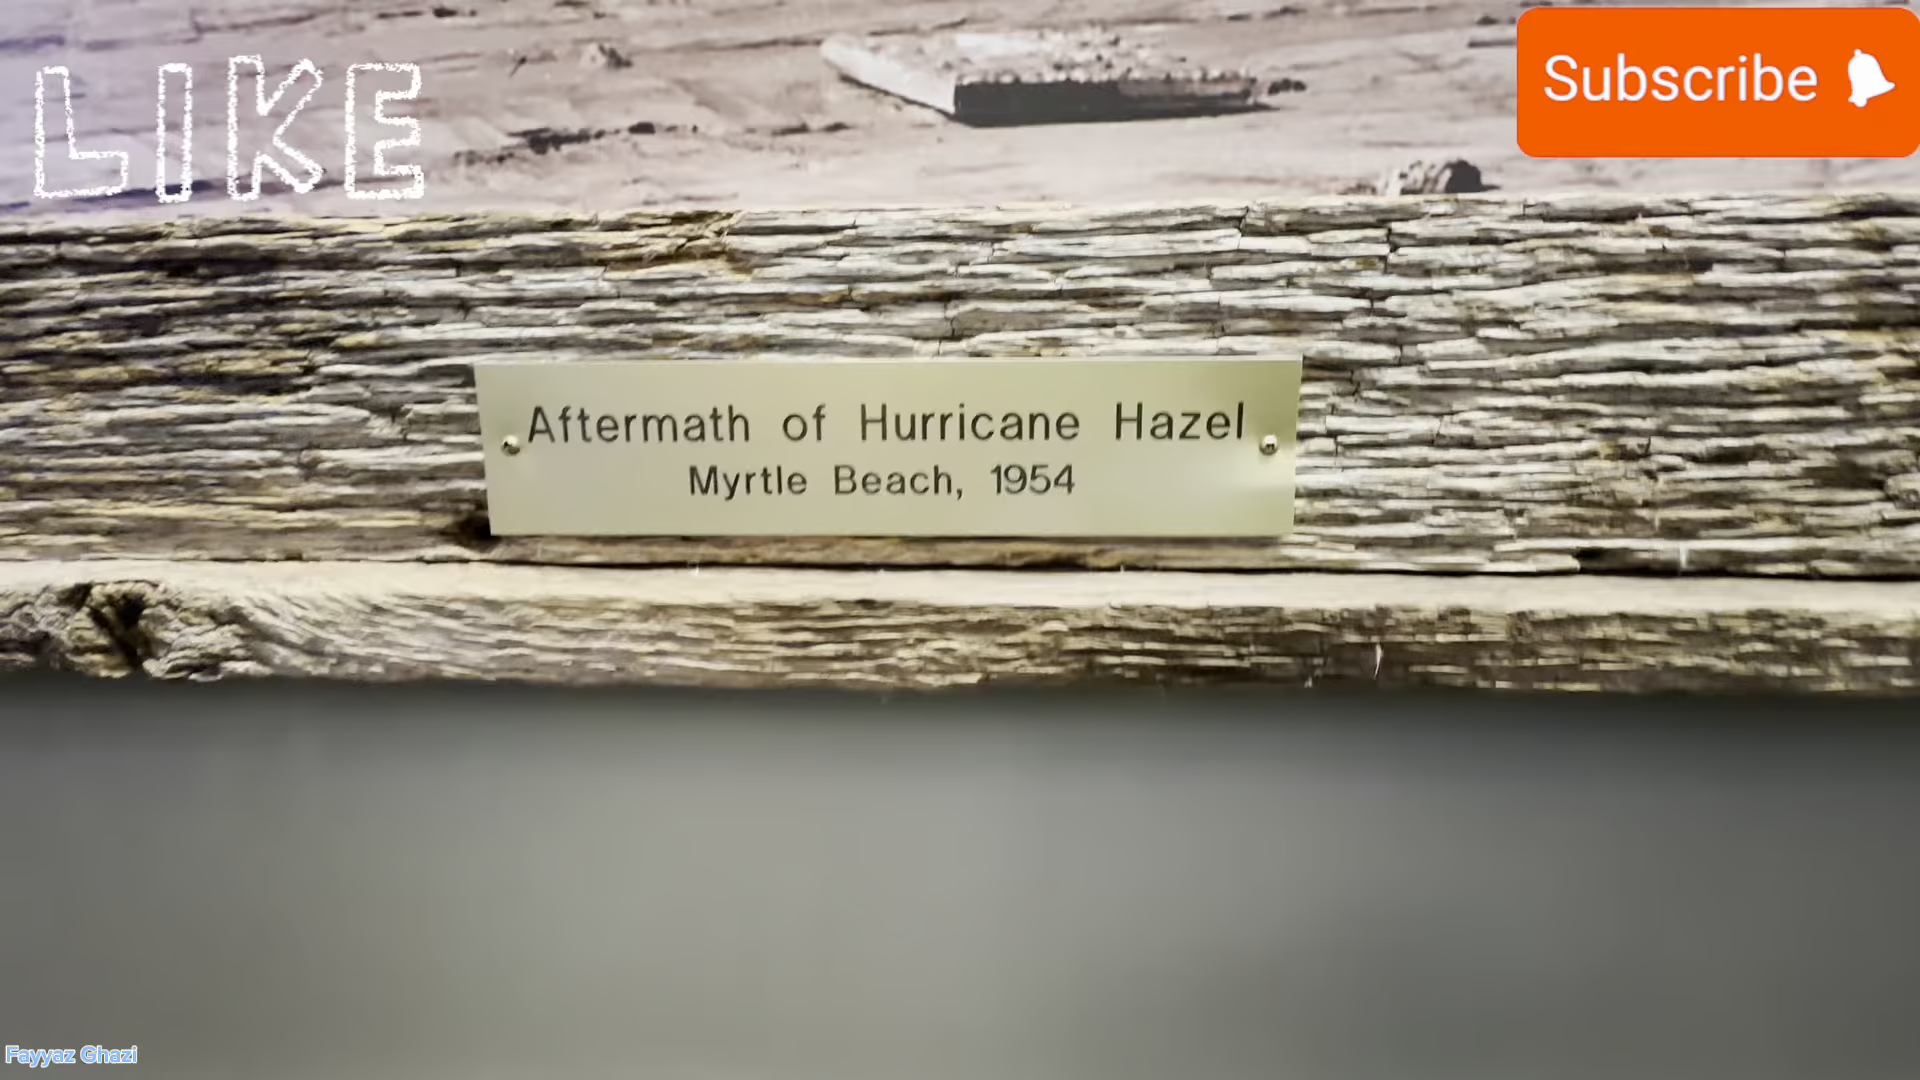 LIKE
Subscribe
Aftermath of Hurricane Hazel
Myrtle Beach, 1954
Fayyaz Ghazi